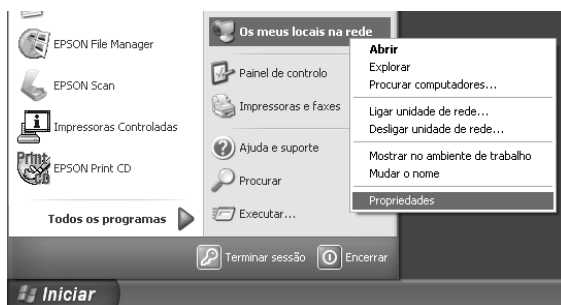 EPSON File Manager
EPSON Scan
Impressoras Controladas
Print
CD
EPSON Print CD
Todos os programas
Os meus locais na rede
Painel de controlo
Impressoras e faxes
Ajuda e suporte
Procurar
Executar...
Abrir
Explorar
Procurar computadores...
Ligar unidade de rede...
Desligar unidade de rede...
Mostrar no ambiente de trabalho
Mudar o nome
Propriedades
Terminar sessão
Encerrar
Iniciar